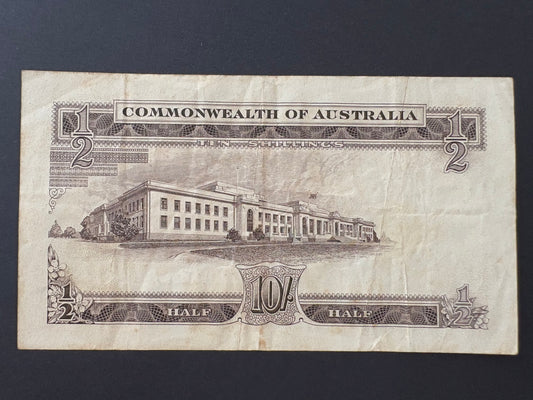 1/2 COMMONWEALTH OF AUSTRALIA 1/2
TEN SHILLINGS
1/2 HALF 10/- HALF 1/2